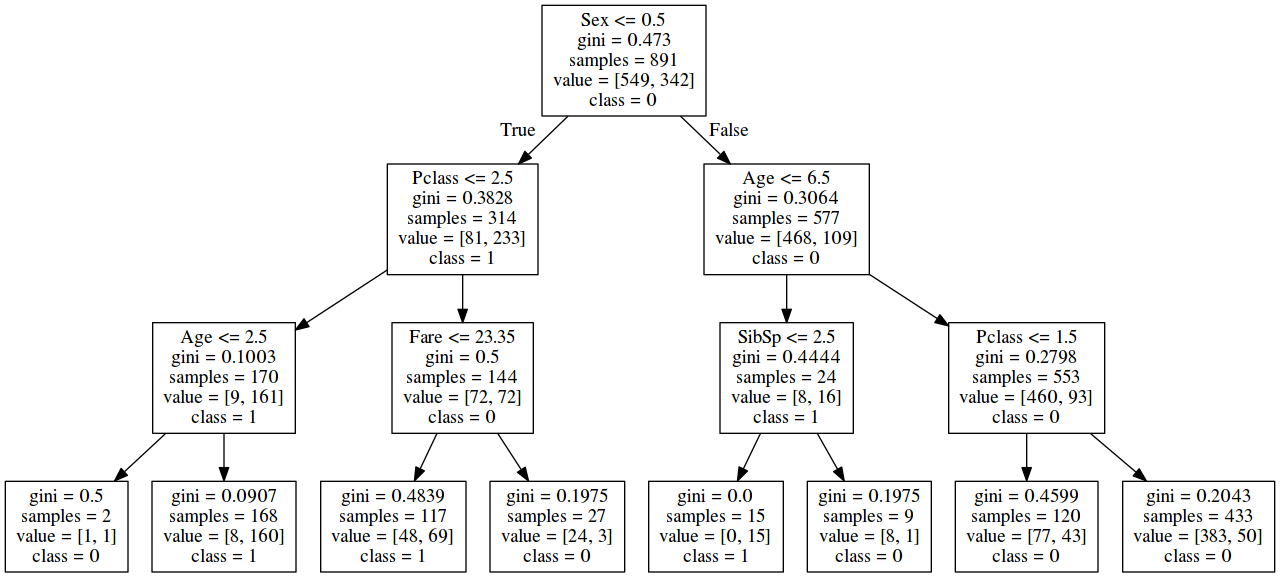 Sex <= 0.5
gini = 0.473
samples = 891
value = [549, 342]
class = 0
True
False
Pclass <= 2.5
gini = 0.3828
samples = 314
value = [81, 233]
class = 1
Age <= 6.5
gini = 0.3064
samples = 577
value = [468, 109]
class = 0
Age <= 2.5
gini = 0.1003
samples = 170
value = [9, 161]
class = 1
Fare <= 23.35
gini = 0.5
samples = 144
value = [72, 72]
class = 0
SibSp <= 2.5
gini = 0.4444
samples = 24
value = [8, 16]
class = 1
Pclass <= 1.5
gini = 0.2798
samples = 553
value = [460, 93]
class = 0
gini = 0.5
samples = 2
value = [1, 1]
class = 0
gini = 0.0907
samples = 168
value = [8, 160]
class = 1
gini = 0.4839
samples = 117
value = [48, 69]
class = 1
gini = 0.1975
samples = 27
value = [24, 3]
class = 0
gini = 0.0
samples = 15
value = [0, 15]
class = 1
gini = 0.1975
samples = 9
value = [8, 1]
class = 0
gini = 0.4599
samples = 120
value = [77, 43]
class = 0
gini = 0.2043
samples = 433
value = [383, 50]
class = 0